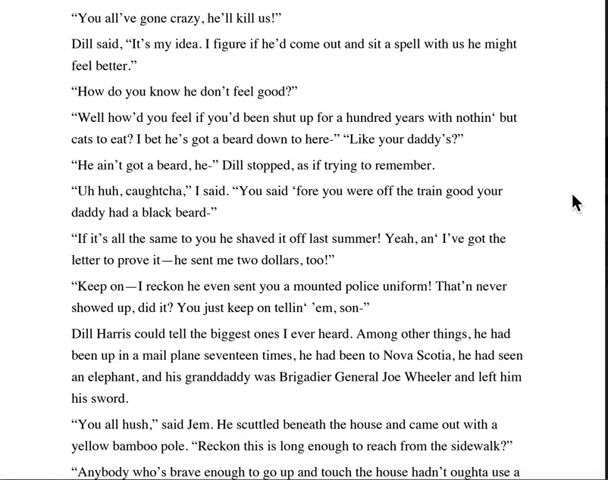 “You all’ve gone crazy, he’ll kill us!”
Dill said, “It’s my idea. I figure if he’d come out and sit a spell with us he might
feel better.”
“How do you know he don’t feel good?”
“Well how’d you feel if you’d been shut up for a hundred years with nothin‘ but
cats to eat? I bet he’s got a beard down to here-” “Like your daddy’s?”
“He ain’t got a beard, he-” Dill stopped, as if trying to remember.
“Uh huh, caughtcha,” I said. “You said ‘fore you were off the train good your
daddy had a black beard-”
“If it’s all the same to you he shaved it off last summer! Yeah, an‘ I’ve got the
letter to prove it—he sent me two dollars, too!”
“Keep on—I reckon he even sent you a mounted police uniform! That’n never
showed up, did it? You just keep on tellin‘ ’em, son-”
Dill Harris could tell the biggest ones I ever heard. Among other things, he had
been up in a mail plane seventeen times, he had been to Nova Scotia, he had seen
an elephant, and his granddaddy was Brigadier General Joe Wheeler and left him
his sword.
“You all hush,” said Jem. He scuttled beneath the house and came out with a
yellow bamboo pole. “Reckon this is long enough to reach from the sidewalk?”
“Anybody who’s brave enough to go up and touch the house hadn’t oughta use a